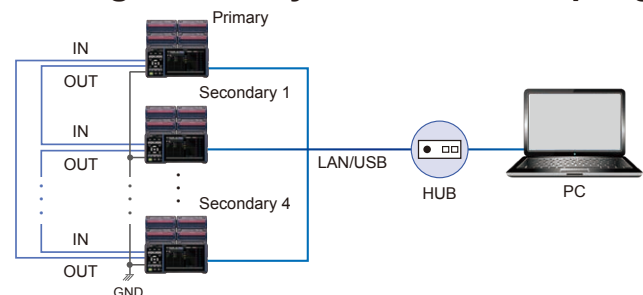 Primary
IN
OUT
Secondary 1
IN
OUT
LAN/USB
HUB
PC
Secondary 4
IN
OUT
GND